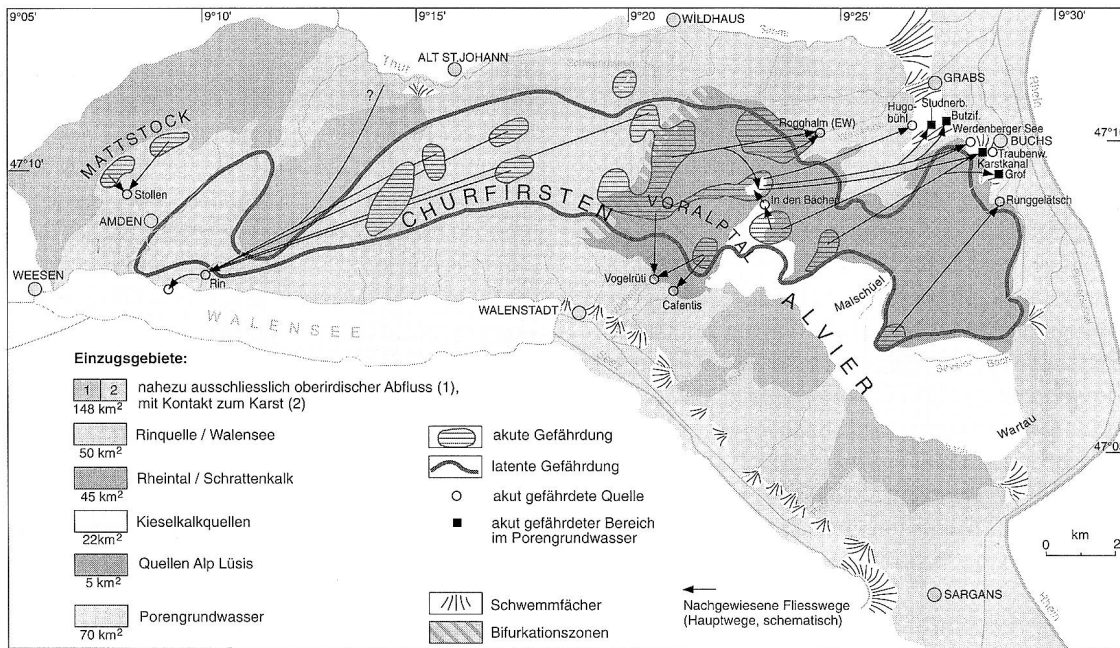 9°05' 9°10' 9°15' 9°20' 9°25' 9°30'
WILDHAUS
ALT ST.JOHANN
Thur
?
GRABS
Hugo-
bühl
Studnerb.
Butzif.
Rogghalm (EW)
Werdenberger See
BUCHS
Traubenw.
Karstkanal
Grof
47°10'
MATTSTOCK
Stollen
AMDEN
CHURFIRSTEN
VORALPTAL
In den Bächen
Runggelätsch
WEESEN
Rin
Vogelrüti
Cafentis
Malschüel
WALENSEE
WALENSTADT
ALVIER
Wartau
47°05'
SARGANS
Rhein
Einzugsgebiete:
1 2 nahezu ausschliesslich oberirdischer Abfluss (1),
mit Kontakt zum Karst (2)
148 km²
Rinquelle / Walensee
50 km²
Rheintal / Schrattenkalk
45 km²
Kieselkalkquellen
22km²
Quellen Alp Lüsis
5 km²
Porengrundwasser
70 km²
akute Gefährdung
latente Gefährdung
akut gefährdete Quelle
akut gefährdeter Bereich
im Porengrundwasser
Schwemmfächer
Bifurkationszonen
Nachgewiesene Fliesswege
(Hauptwege, schematisch)
km
0 2